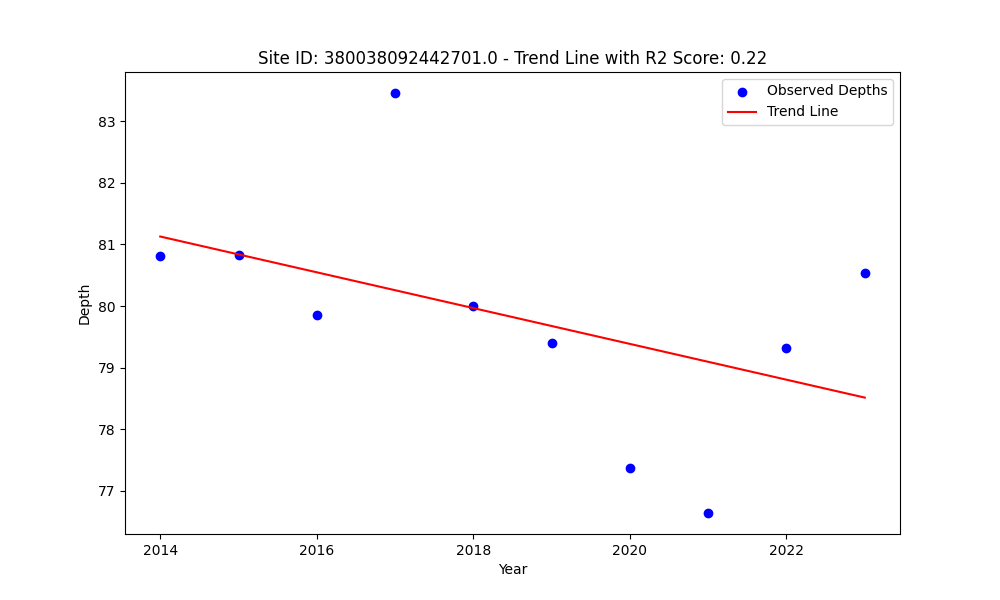 Site ID: 380038092442701.0 - Trend Line with R2 Score: 0.22
Observed Depths
Trend Line
83
82
81
80
79
78
77
Depth
2014
2016
2018
2020
2022
Year